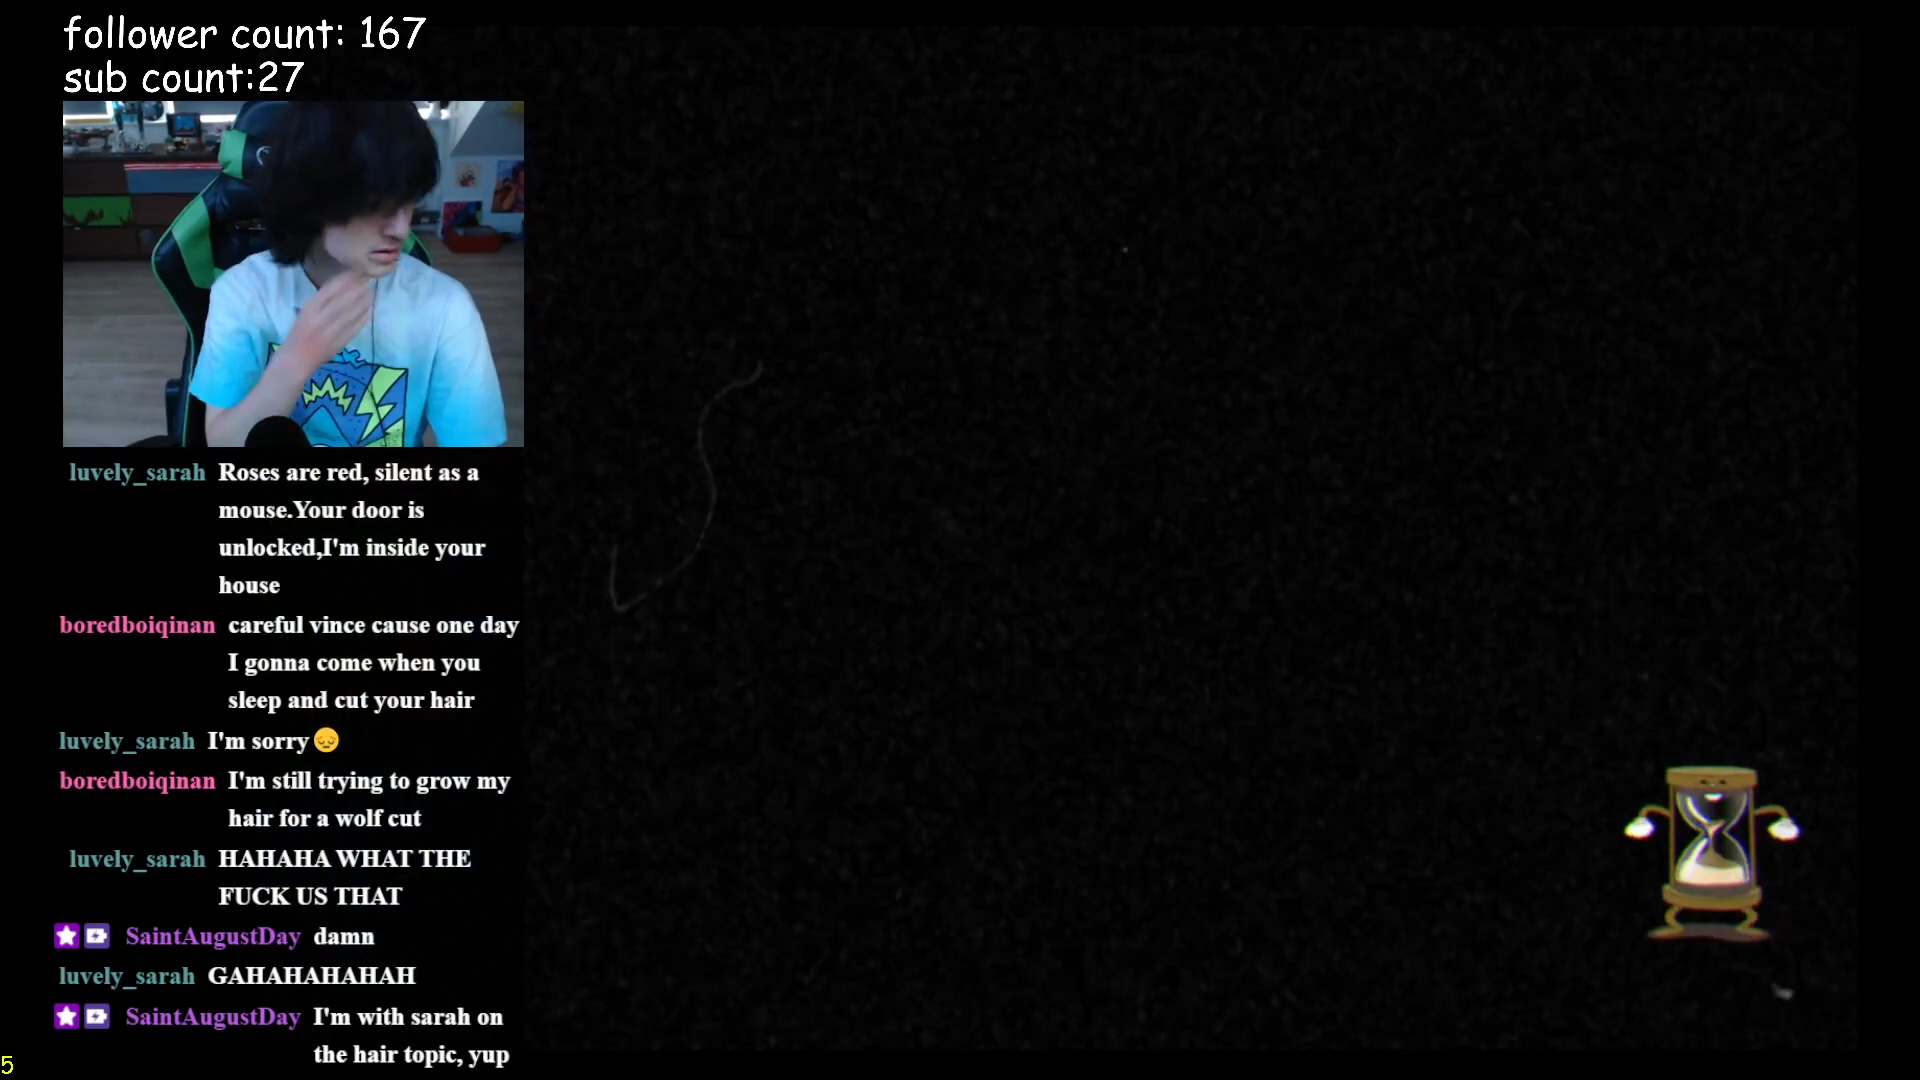 follower count: 167
sub count:27
luvely_sarah Roses are red, silent as a
mouse.Your door is
unlocked,I'm inside your
house
boredboiqinan careful vince cause one day
I gonna come when you
sleep and cut your hair
luvely_sarah I'm sorry😔
boredboiqinan I'm still trying to grow my
hair for a wolf cut
luvely_sarah HAHAHA WHAT THE
FUCK US THAT
SaintAugustDay damn
luvely_sarah GAHAHAHAHAH
SaintAugustDay I'm with sarah on
the hair topic, yup
5